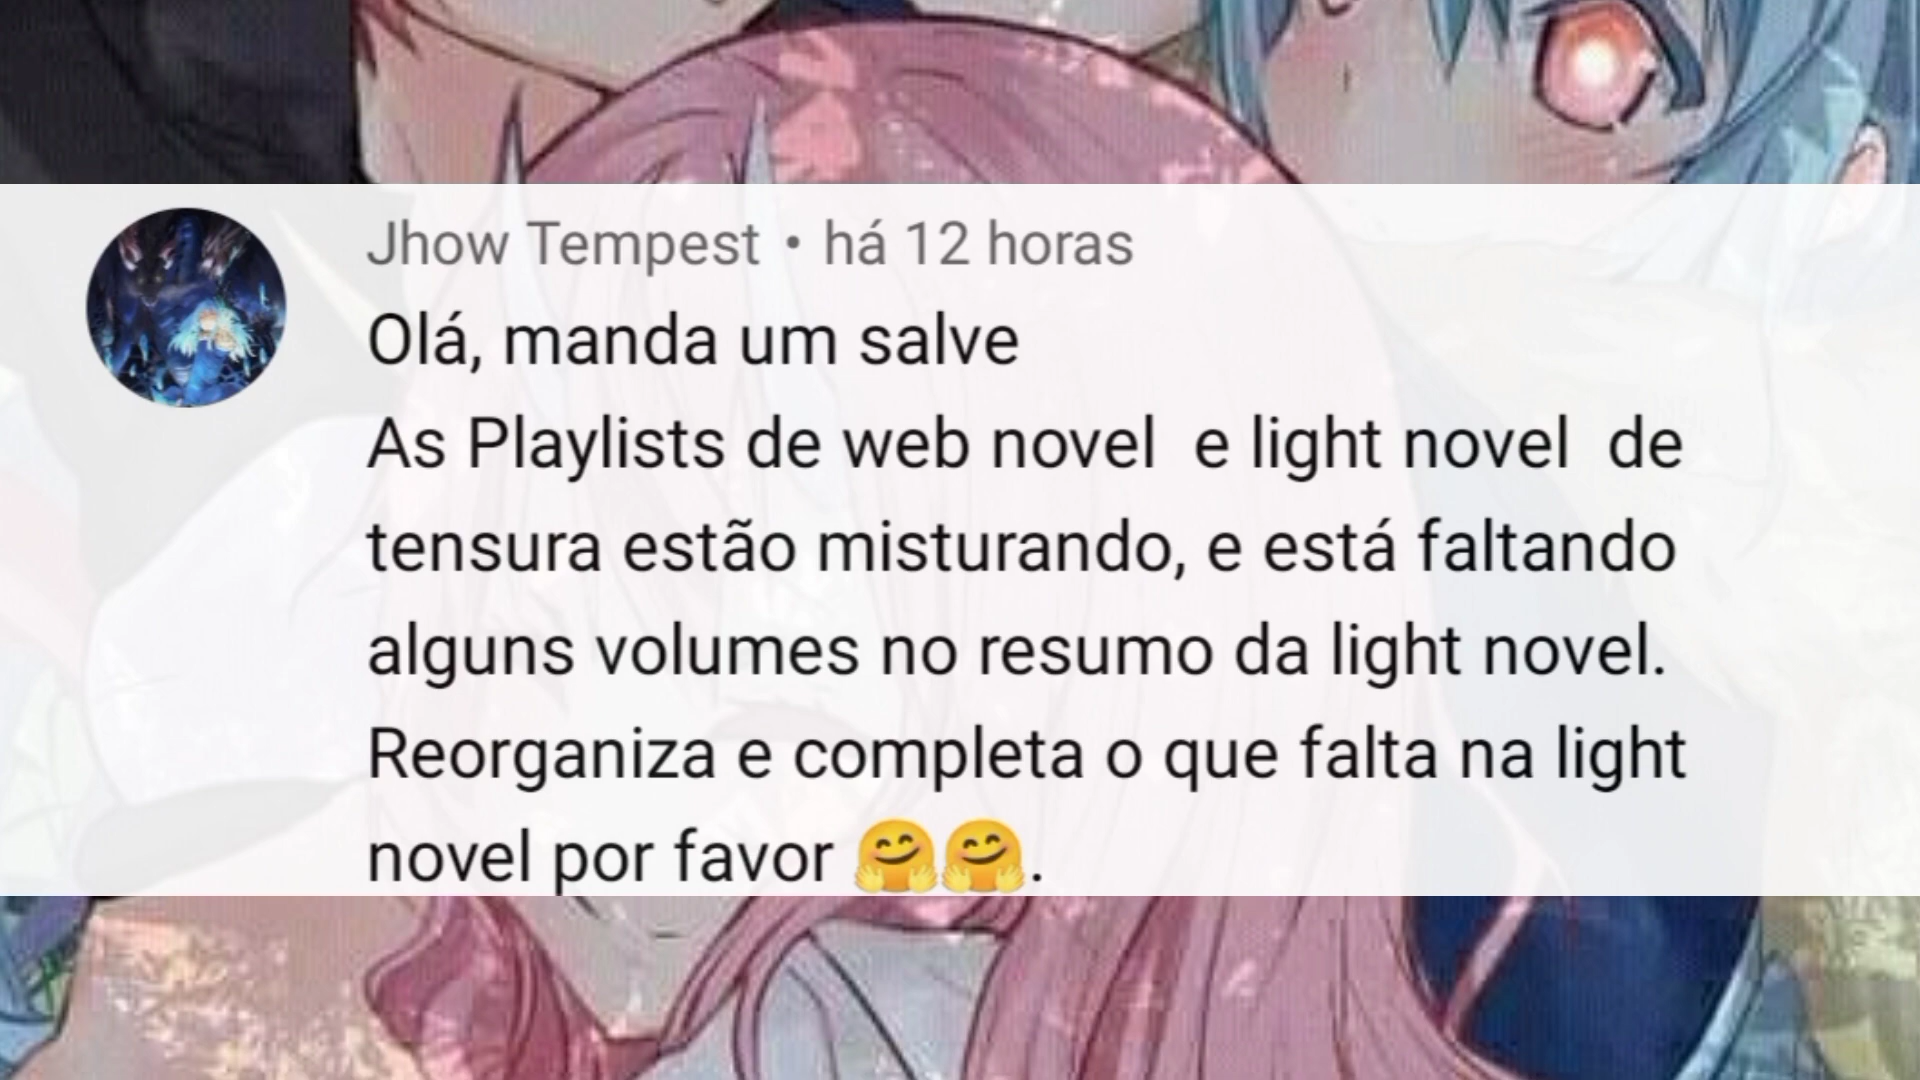 Jhow Tempest • há 12 horas
Olá, manda um salve
As Playlists de web novel  e light novel  de
tensura estão misturando, e está faltando
alguns volumes no resumo da light novel.
Reorganiza e completa o que falta na light
novel por favor 🤗🤗.